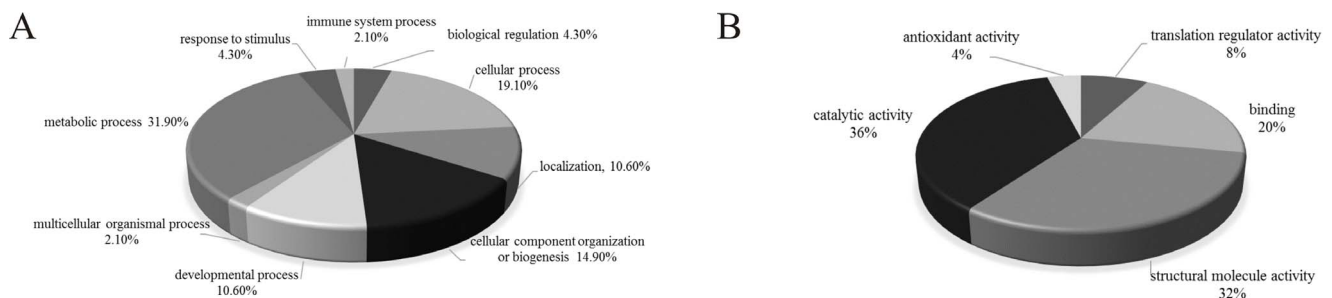 A
immune system process
2.10%
response to stimulus
4.30%
biological regulation 4.30%
cellular process
19.10%
metabolic process 31.90%
localization, 10.60%
multicellular organismal process
2.10%
cellular component organization
or biogenesis 14.90%
developmental process
10.60%
B
antioxidant activity
4%
translation regulator activity
8%
catalytic activity
36%
binding
20%
structural molecule activity
32%